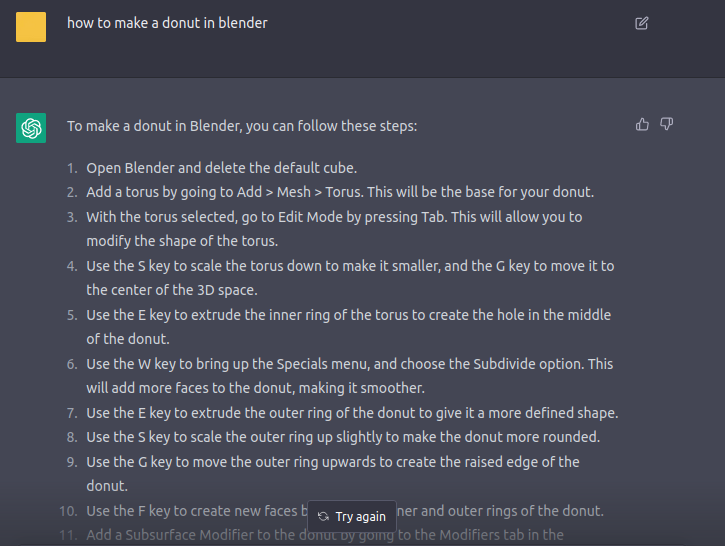 how to make a donut in blender
To make a donut in Blender, you can follow these steps:
1. Open Blender and delete the default cube.
2. Add a torus by going to Add > Mesh > Torus. This will be the base for your donut.
3. With the torus selected, go to Edit Mode by pressing Tab. This will allow you to
modify the shape of the torus.
4. Use the S key to scale the torus down to make it smaller, and the G key to move it to
the center of the 3D space.
5. Use the E key to extrude the inner ring of the torus to create the hole in the middle
of the donut.
6. Use the W key to bring up the Specials menu, and choose the Subdivide option. This
will add more faces to the donut, making it smoother.
7. Use the E key to extrude the outer ring of the donut to give it a more defined shape.
8. Use the S key to scale the outer ring up slightly to make the donut more rounded.
9. Use the G key to move the outer ring upwards to create the raised edge of the
donut.
10. Use the F key to create new faces and outer rings of the donut.
Try again
11. Add a Subsurface Modifier to the donut by going to the Modifiers tab in the